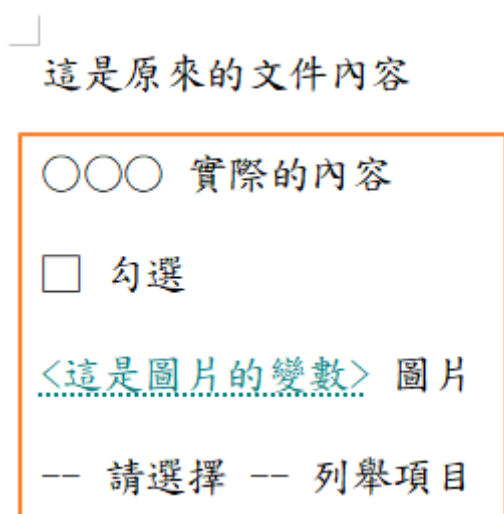 這是原來的文件內容
○○○ 實際的內容
□ 勾選
<這是圖片的變數> 圖片
-- 請選擇 -- 列舉項目